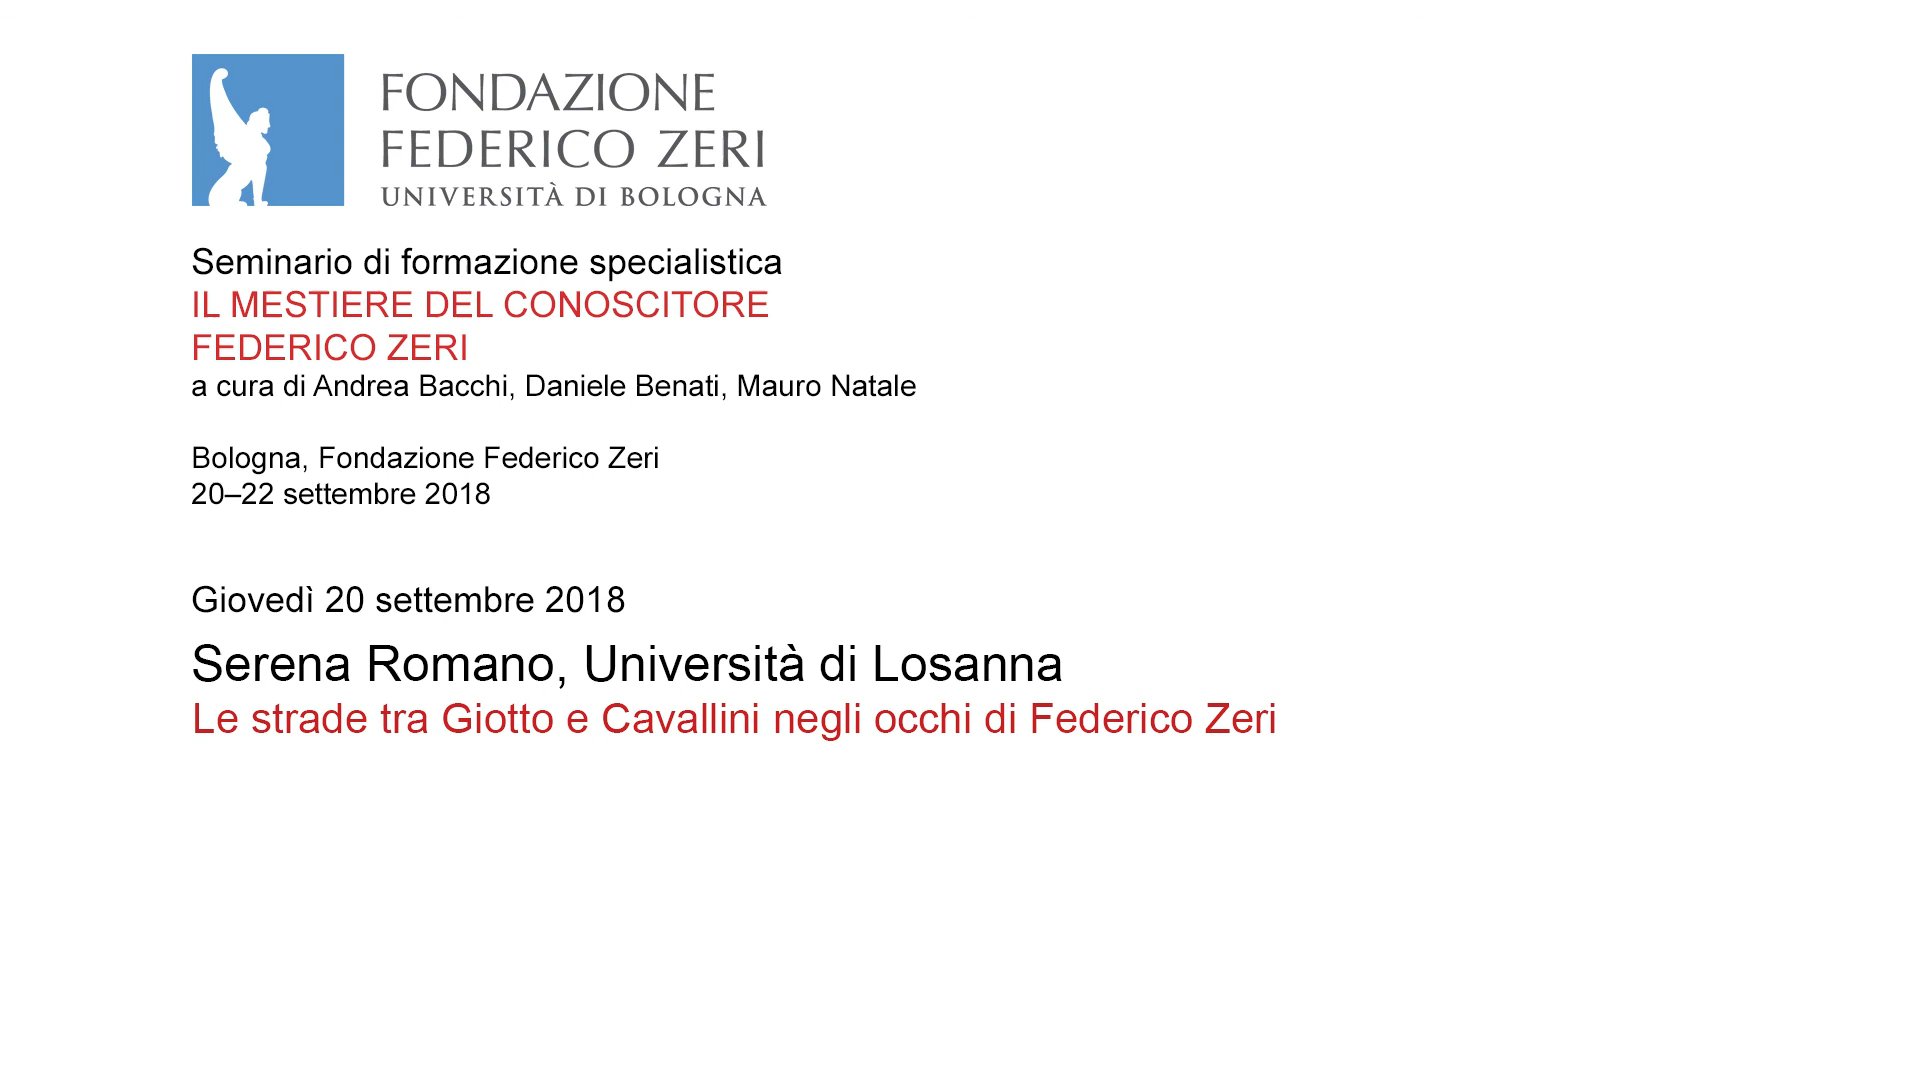 FONDAZIONE
FEDERICO ZERI
UNIVERSITÀ DI BOLOGNA
Seminario di formazione specialistica
IL MESTIERE DEL CONOSCITORE
FEDERICO ZERI
a cura di Andrea Bacchi, Daniele Benati, Mauro Natale
Bologna, Fondazione Federico Zeri
20–22 settembre 2018
Giovedì 20 settembre 2018
Serena Romano, Università di Losanna
Le strade tra Giotto e Cavallini negli occhi di Federico Zeri